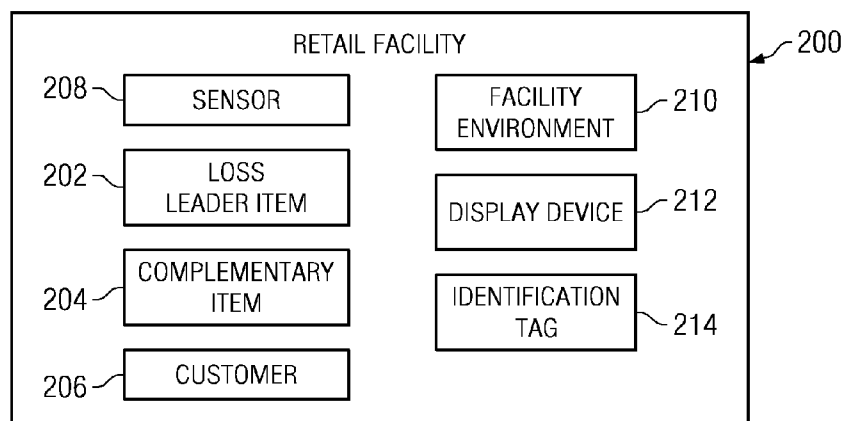 RETAIL FACILITY
200
208
SENSOR
202
LOSS
LEADER ITEM
204
COMPLEMENTARY
ITEM
206
CUSTOMER
FACILITY
ENVIRONMENT
210
DISPLAY DEVICE
212
IDENTIFICATION
TAG
214